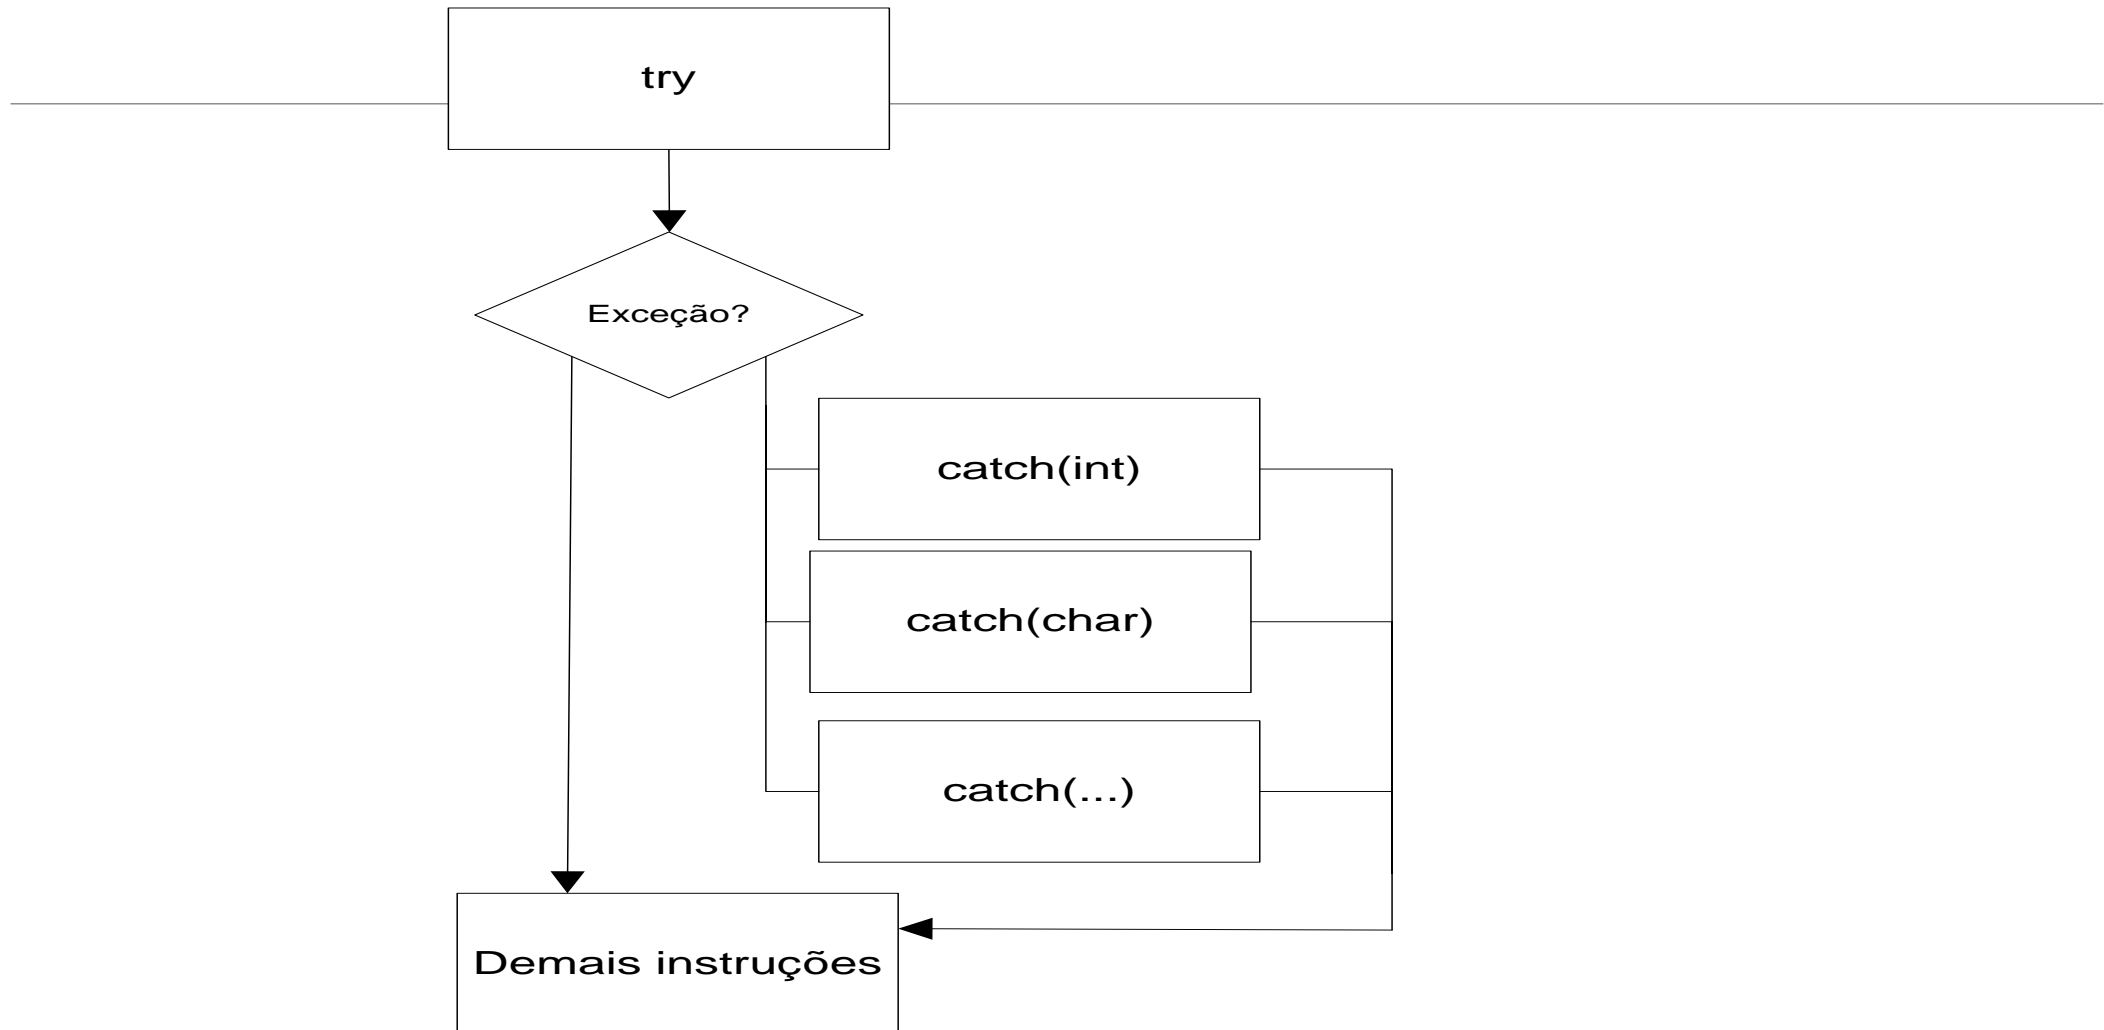 try
Exceção?
catch(int)
catch(char)
catch(...)
Demais instruções